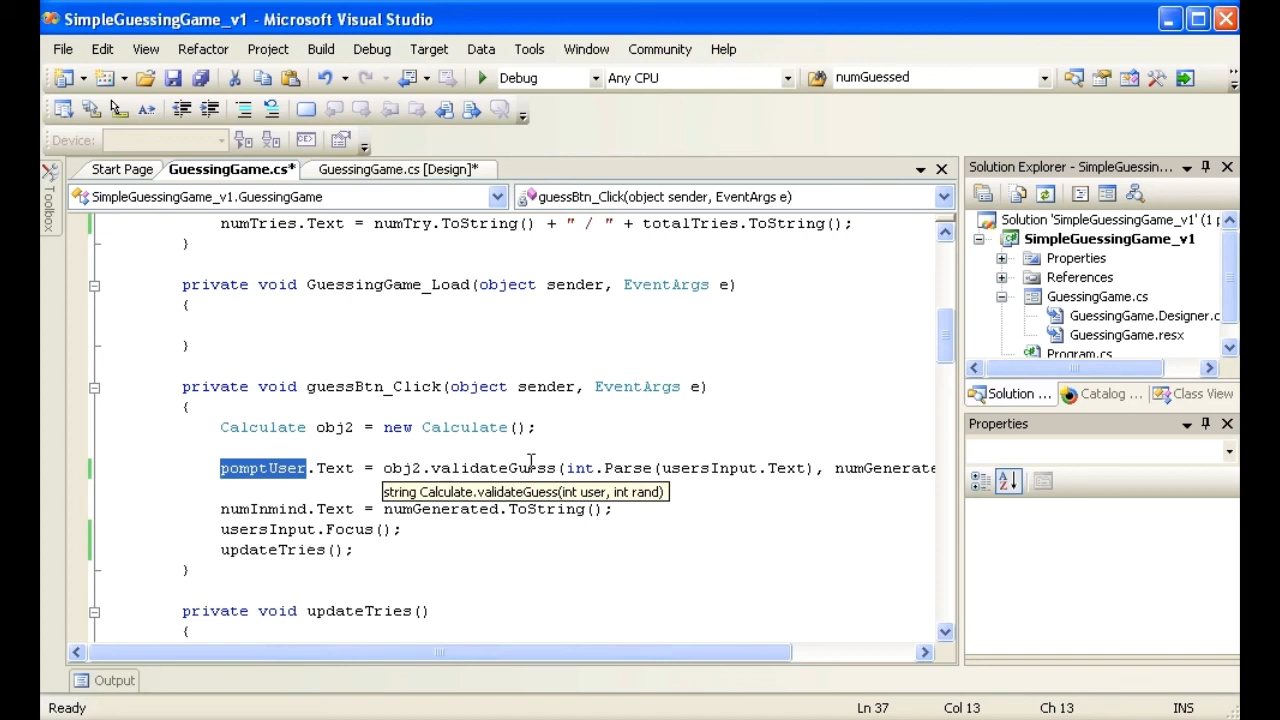 SimpleGuessingGame_v1 - Microsoft Visual Studio
File Edit View Refactor Project Build Debug Target Data Tools Window Community Help
Debug Any CPU numGuessed
Device:
Start Page GuessingGame.cs* GuessingGame.cs [Design]*
SimpleGuessingGame_v1.GuessingGame guessBtn_Click(object sender, EventArgs e)
Toolbox
numTries.Text = numTry.ToString() + " / " + totalTries.ToString();
}
private void GuessingGame_Load(object sender, EventArgs e)
{
}
private void guessBtn_Click(object sender, EventArgs e)
{
Calculate obj2 = new Calculate();
pomptUser.Text = obj2.validateGuess(int.Parse(usersInput.Text), numGenerate
string Calculate.validateGuess(int user, int rand)
numInmind.Text = numGenerated.ToString();
usersInput.Focus();
updateTries();
}
private void updateTries()
{
Solution Explorer - SimpleGuessin...
Solution 'SimpleGuessingGame_v1' (1 p
SimpleGuessingGame_v1
Properties
References
GuessingGame.cs
GuessingGame.Designer.c
GuessingGame.resx
Program.cs
Solution ... Catalog ... Class View
Properties
Output
Ready Ln 37 Col 13 Ch 13 INS